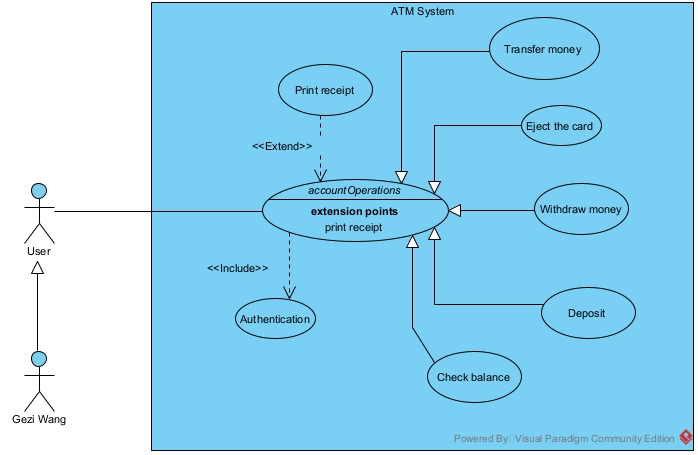 ATM System
Transfer money
Print receipt
Eject the card
<<Extend>>
accountOperations
extension points
print receipt
Withdraw money
User
<<Include>>
Authentication
Deposit
Check balance
Gezi Wang
Powered By: Visual Paradigm Community Edition